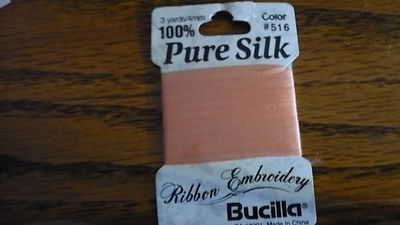 3 yards/4mm
Color
100%
#516
Pure Silk
Ribbon Embroidery
Bucilla®
Made In China